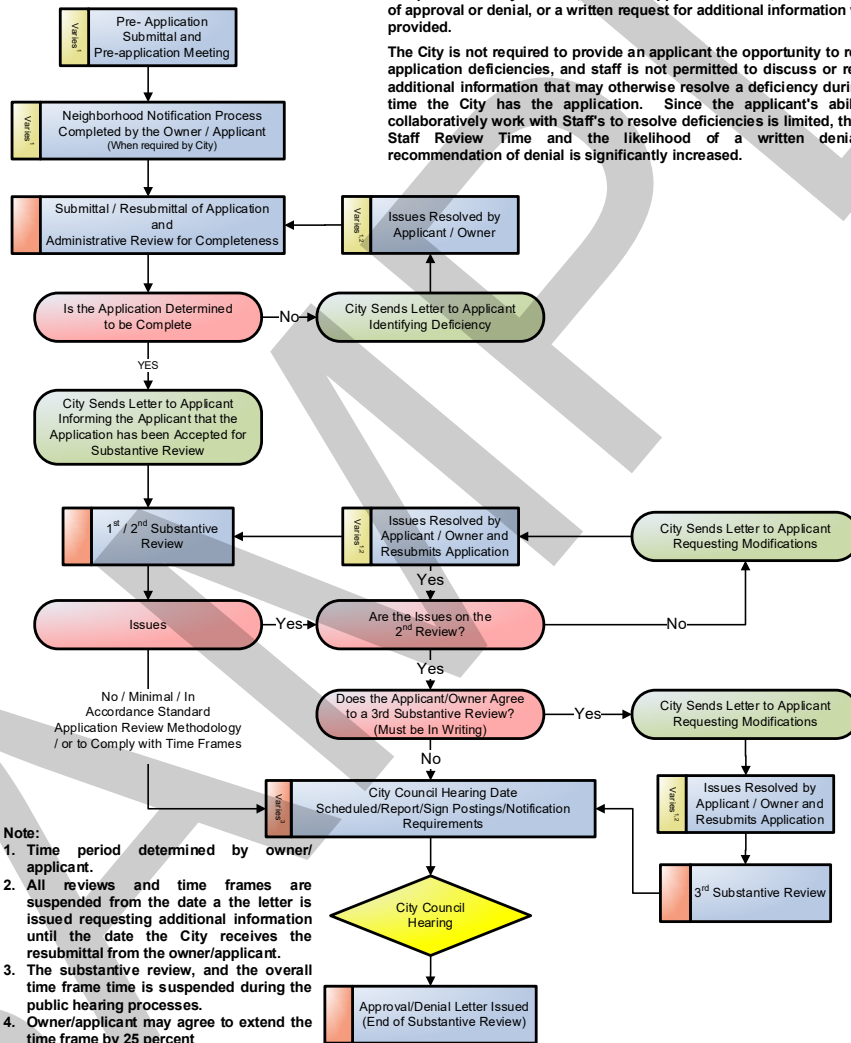 of approval or denial, or a written request for additional information
provided.
The City is not required to provide an applicant the opportunity to
application deficiencies, and staff is not permitted to discuss or
additional information that may otherwise resolve a deficiency
time the City has the application. Since the applicant's
collaboratively work with Staff's to resolve deficiencies is limited,
Staff Review Time and the likelihood of a written
recommendation of denial is significantly increased.
Varies1
Pre- Application
Submittal and
Pre-application Meeting
Varies1
Neighborhood Notification Process
Completed by the Owner / Applicant
(When required by City)
Submittal / Resubmittal of Application
and
Administrative Review for Completeness
Varies1,2
Issues Resolved by
Applicant / Owner
Is the Application Determined
to be Complete
No
City Sends Letter to Applicant
Identifying Deficiency
YES
City Sends Letter to Applicant
Informing the Applicant that the
Application has been Accepted for
Substantive Review
1st / 2nd Substantive
Review
Varies1,2
Issues Resolved by
Applicant / Owner and
Resubmits Application
City Sends Letter to Applicant
Requesting Modifications
Yes
Issues
Yes
Are the Issues on the
2nd Review?
No
Yes
No / Minimal / In
Accordance Standard
Application Review Methodology
/ or to Comply with Time Frames
Does the Applicant/Owner Agree
to a 3rd Substantive Review?
(Must be In Writing)
Yes
City Sends Letter to Applicant
Requesting Modifications
No
Varies3
City Council Hearing Date
Scheduled/Report/Sign Postings/Notification
Requirements
Varies1,2
Issues Resolved by
Applicant / Owner and
Resubmits Application
3rd Substantive Review
City Council
Hearing
Approval/Denial Letter Issued
(End of Substantive Review)
Note:
1. Time period determined by owner/
applicant.
2. All reviews and time frames are
suspended from the date a the letter is
issued requesting additional information
until the date the City receives the
resubmittal from the owner/applicant.
3. The substantive review, and the overall
time frame time is suspended during the
public hearing processes.
4. Owner/applicant may agree to extend the
time frame by 25 percent